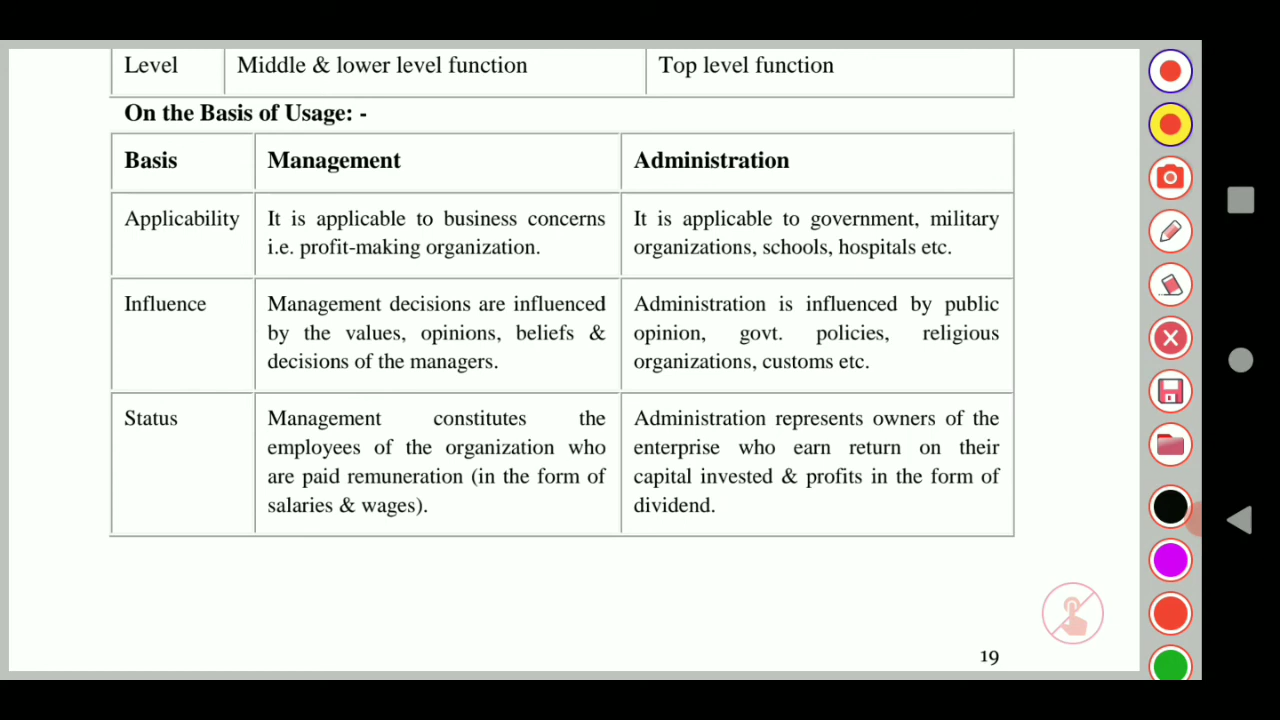 Level Middle & lower level function Top level function
On the Basis of Usage: -
Basis Management Administration
Applicability It is applicable to business concerns It is applicable to government, military
i.e. profit-making organization. organizations, schools, hospitals etc.
Influence Management decisions are influenced Administration is influenced by public
by the values, opinions, beliefs & opinion, govt. policies, religious
decisions of the managers. organizations, customs etc.
Status Management constitutes the Administration represents owners of the
employees of the organization who enterprise who earn return on their
are paid remuneration (in the form of capital invested & profits in the form of
salaries & wages). dividend.
19